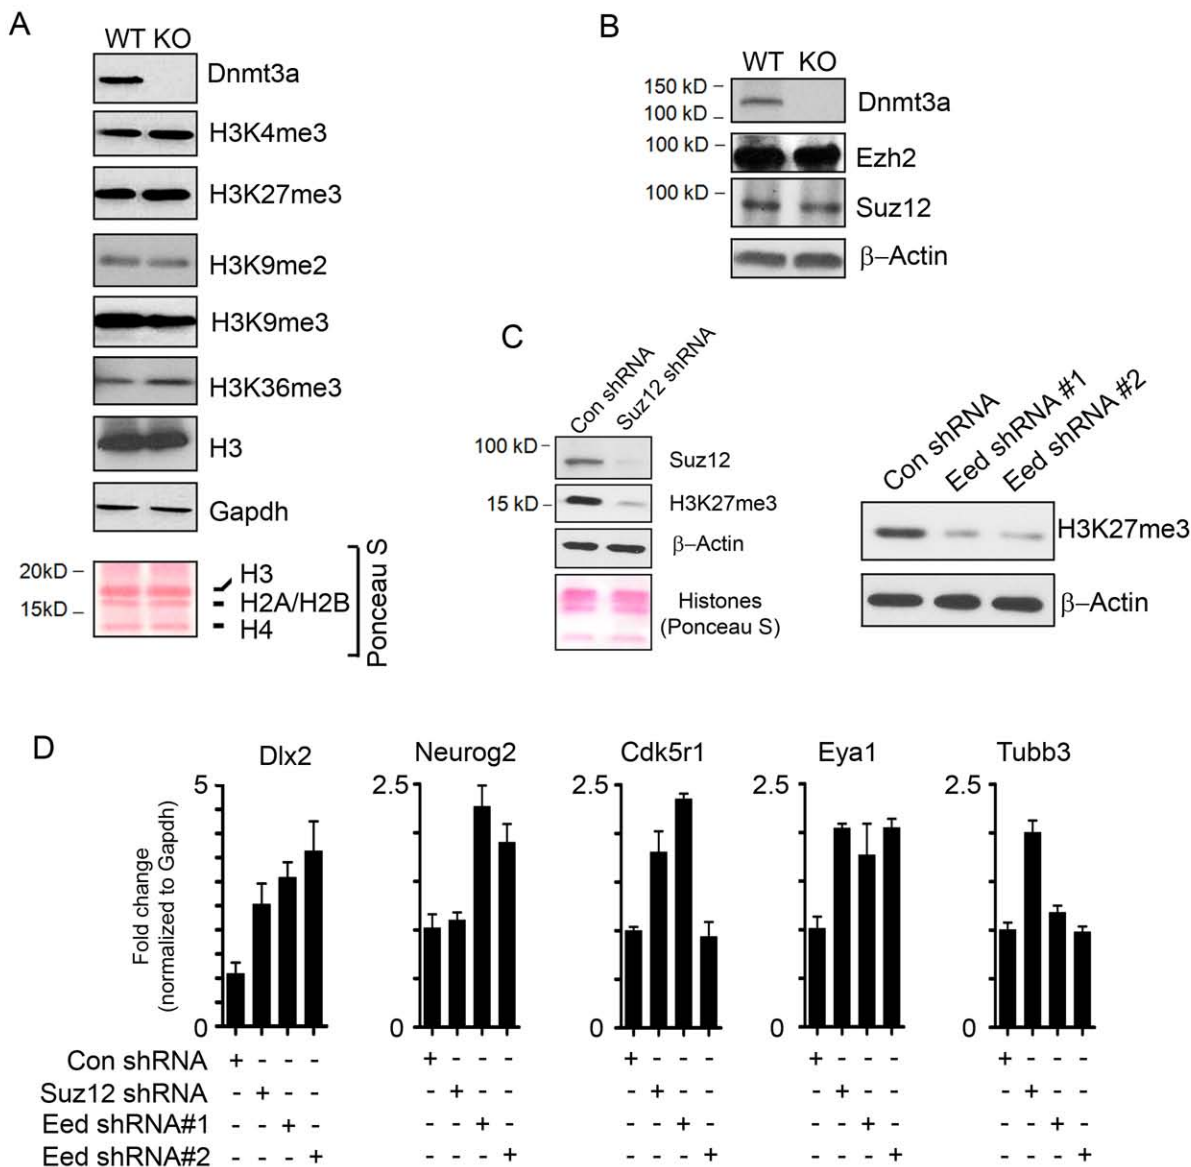 A
WT KO
Dnmt3a
H3K4me3
H3K27me3
H3K9me2
H3K9me3
H3K36me3
H3
Gapdh
20kD –
15kD –
H3
H2A/H2B
H4
Ponceau S
B
WT KO
150 kD –
100 kD –
Dnmt3a
100 kD –
Ezh2
100 kD –
Suz12
β–Actin
C
Con shRNA
Suz12 shRNA
100 kD –
Suz12
15 kD –
H3K27me3
β–Actin
Histones
(Ponceau S)
Con shRNA
Eed shRNA #1
Eed shRNA #2
H3K27me3
β–Actin
D
Dlx2
Neurog2
Cdk5r1
Eya1
Tubb3
Fold change
(normalized to Gapdh)
5
0
2.5
0
2.5
0
2.5
0
2.5
0
Con shRNA + - - - + - - - + - - - + - - - + - - -
Suz12 shRNA - + - - - + - - - + - - - + - - - + - -
Eed shRNA#1 - - + - - - + - - - + - - - + - - - + -
Eed shRNA#2 - - - + - - - + - - - + - - - + - - - +